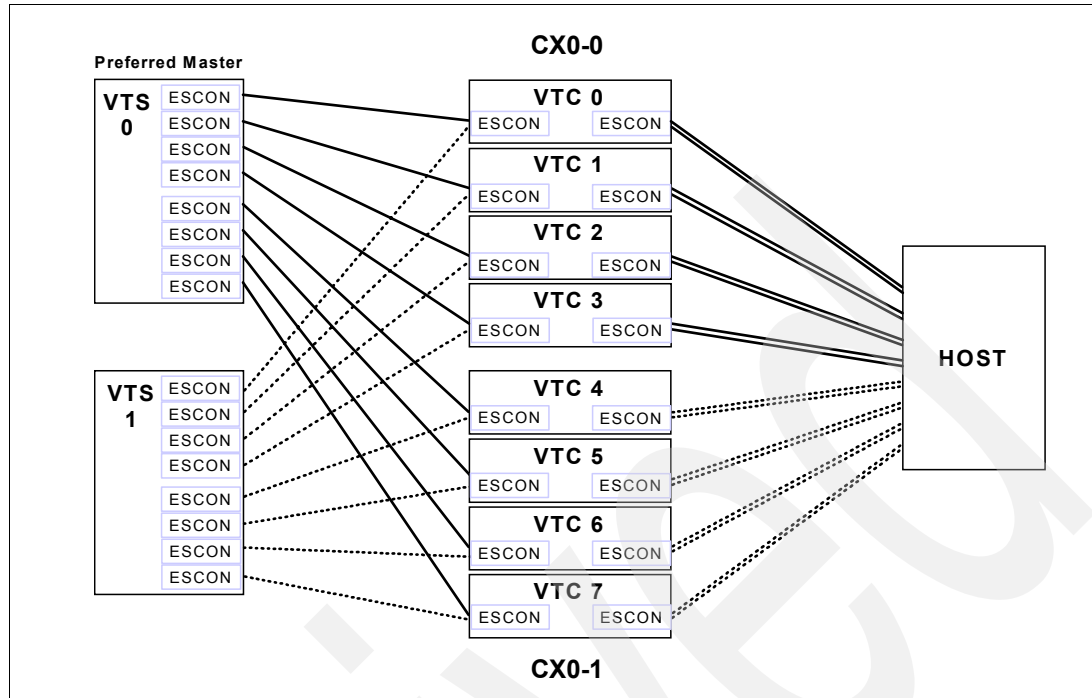 CX0-0
Preferred Master
VTS
0
ESCON
ESCON
ESCON
ESCON
ESCON
ESCON
ESCON
ESCON
VTS
1
ESCON
ESCON
ESCON
ESCON
ESCON
ESCON
ESCON
ESCON
VTC 0
ESCON ESCON
VTC 1
ESCON ESCON
VTC 2
ESCON ESCON
VTC 3
ESCON ESCON
VTC 4
ESCON ESCON
VTC 5
ESCON ESCON
VTC 6
ESCON ESCON
VTC 7
ESCON ESCON
CX0-1
HOST